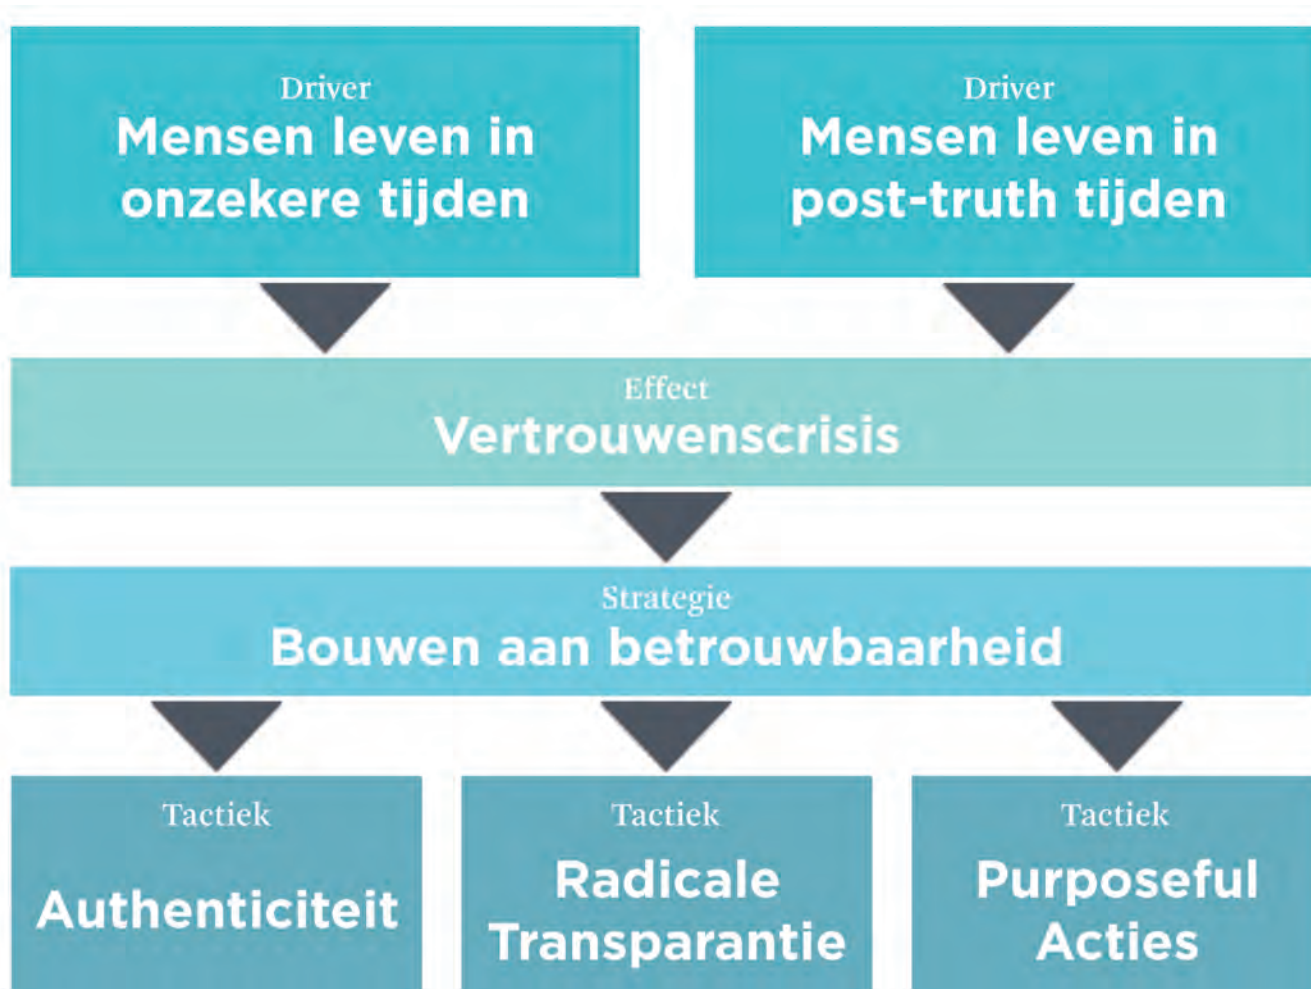 Driver
Mensen leven in
onzekere tijden
Driver
Mensen leven in
post-truth tijden
Effect
Vertrouwenscrisis
Strategie
Bouwen aan betrouwbaarheid
Tactiek
Authenticiteit
Tactiek
Radicale
Transparantie
Tactiek
Purposeful
Acties